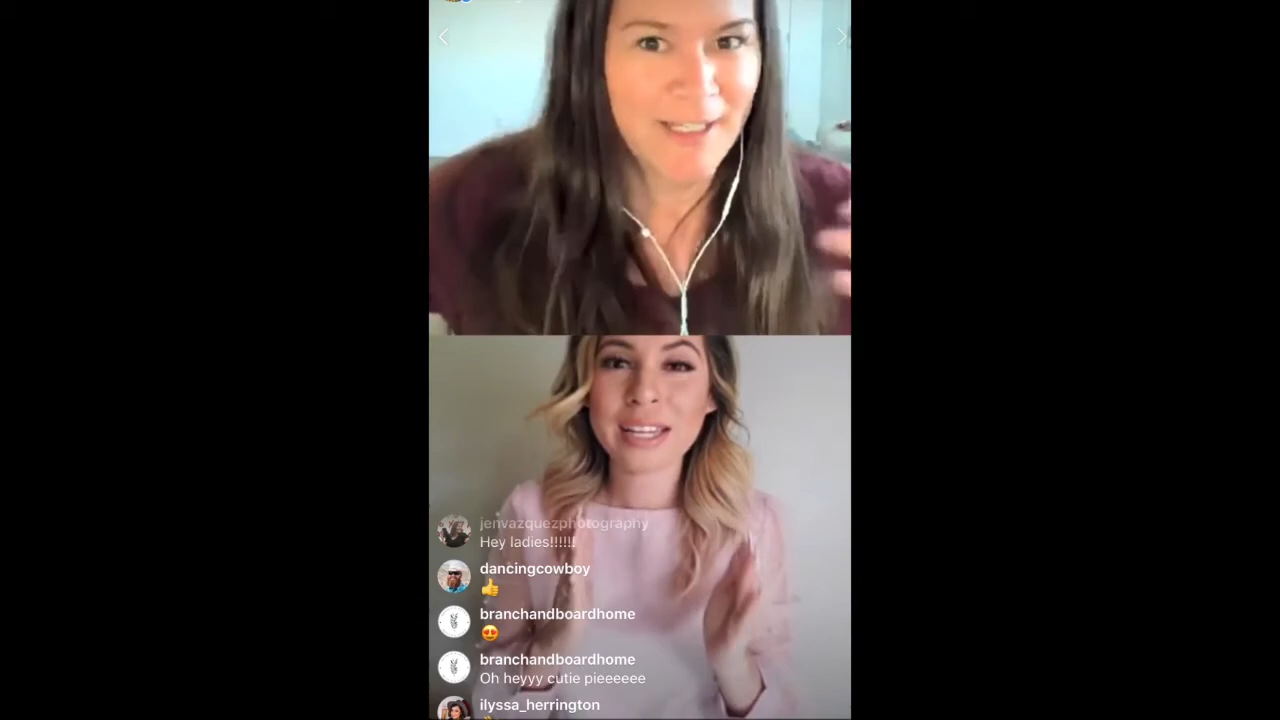 jenvazquezphotography
Hey ladies!!!!!!
dancingcowboy
👍
branchandboardhome
😍
branchandboardhome
Oh heyyy cutie pieeeeee
ilyssa_herrington